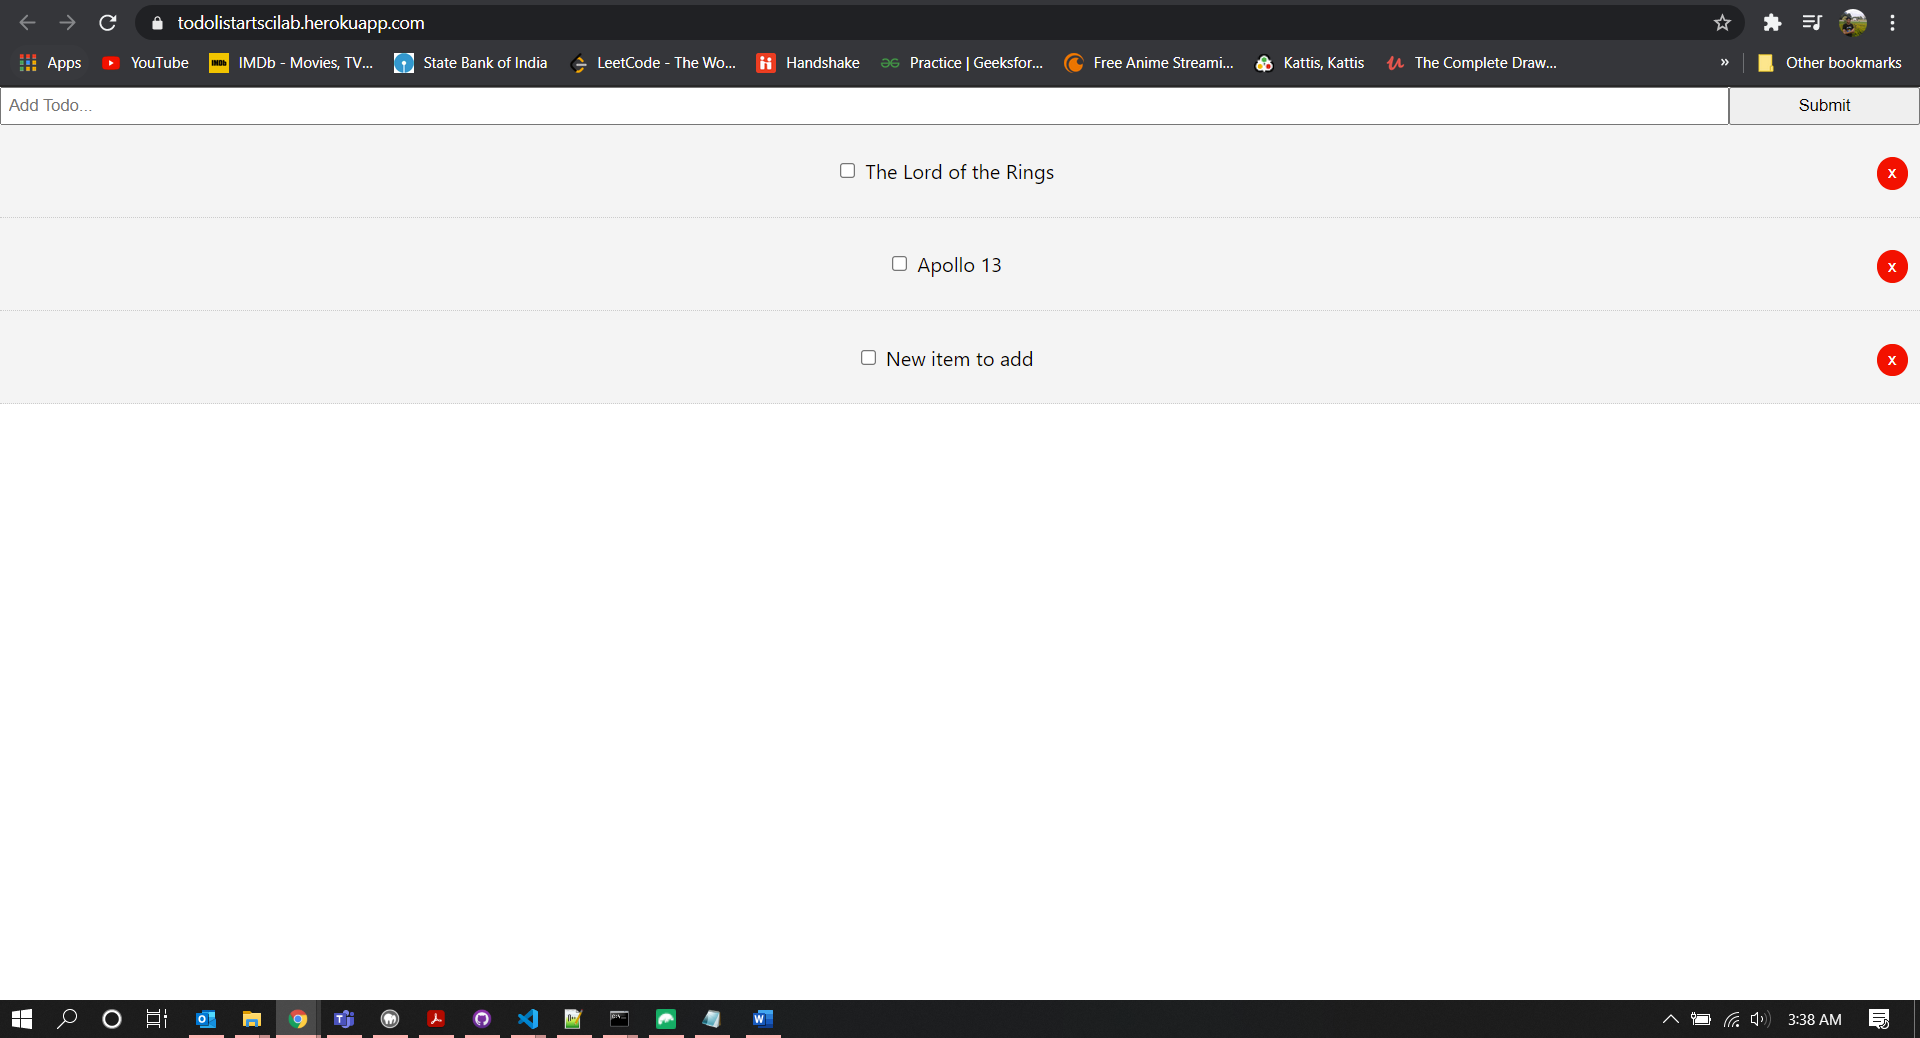 todolistartscilab.herokuapp.com
Apps YouTube IMDb IMDb - Movies, TV... State Bank of India LeetCode - The Wo... Handshake Practice | Geeksfor... Free Anime Streami... Kattis, Kattis The Complete Draw... » Other bookmarks
Add Todo... Submit
The Lord of the Rings x
Apollo 13 x
New item to add x
3:38 AM